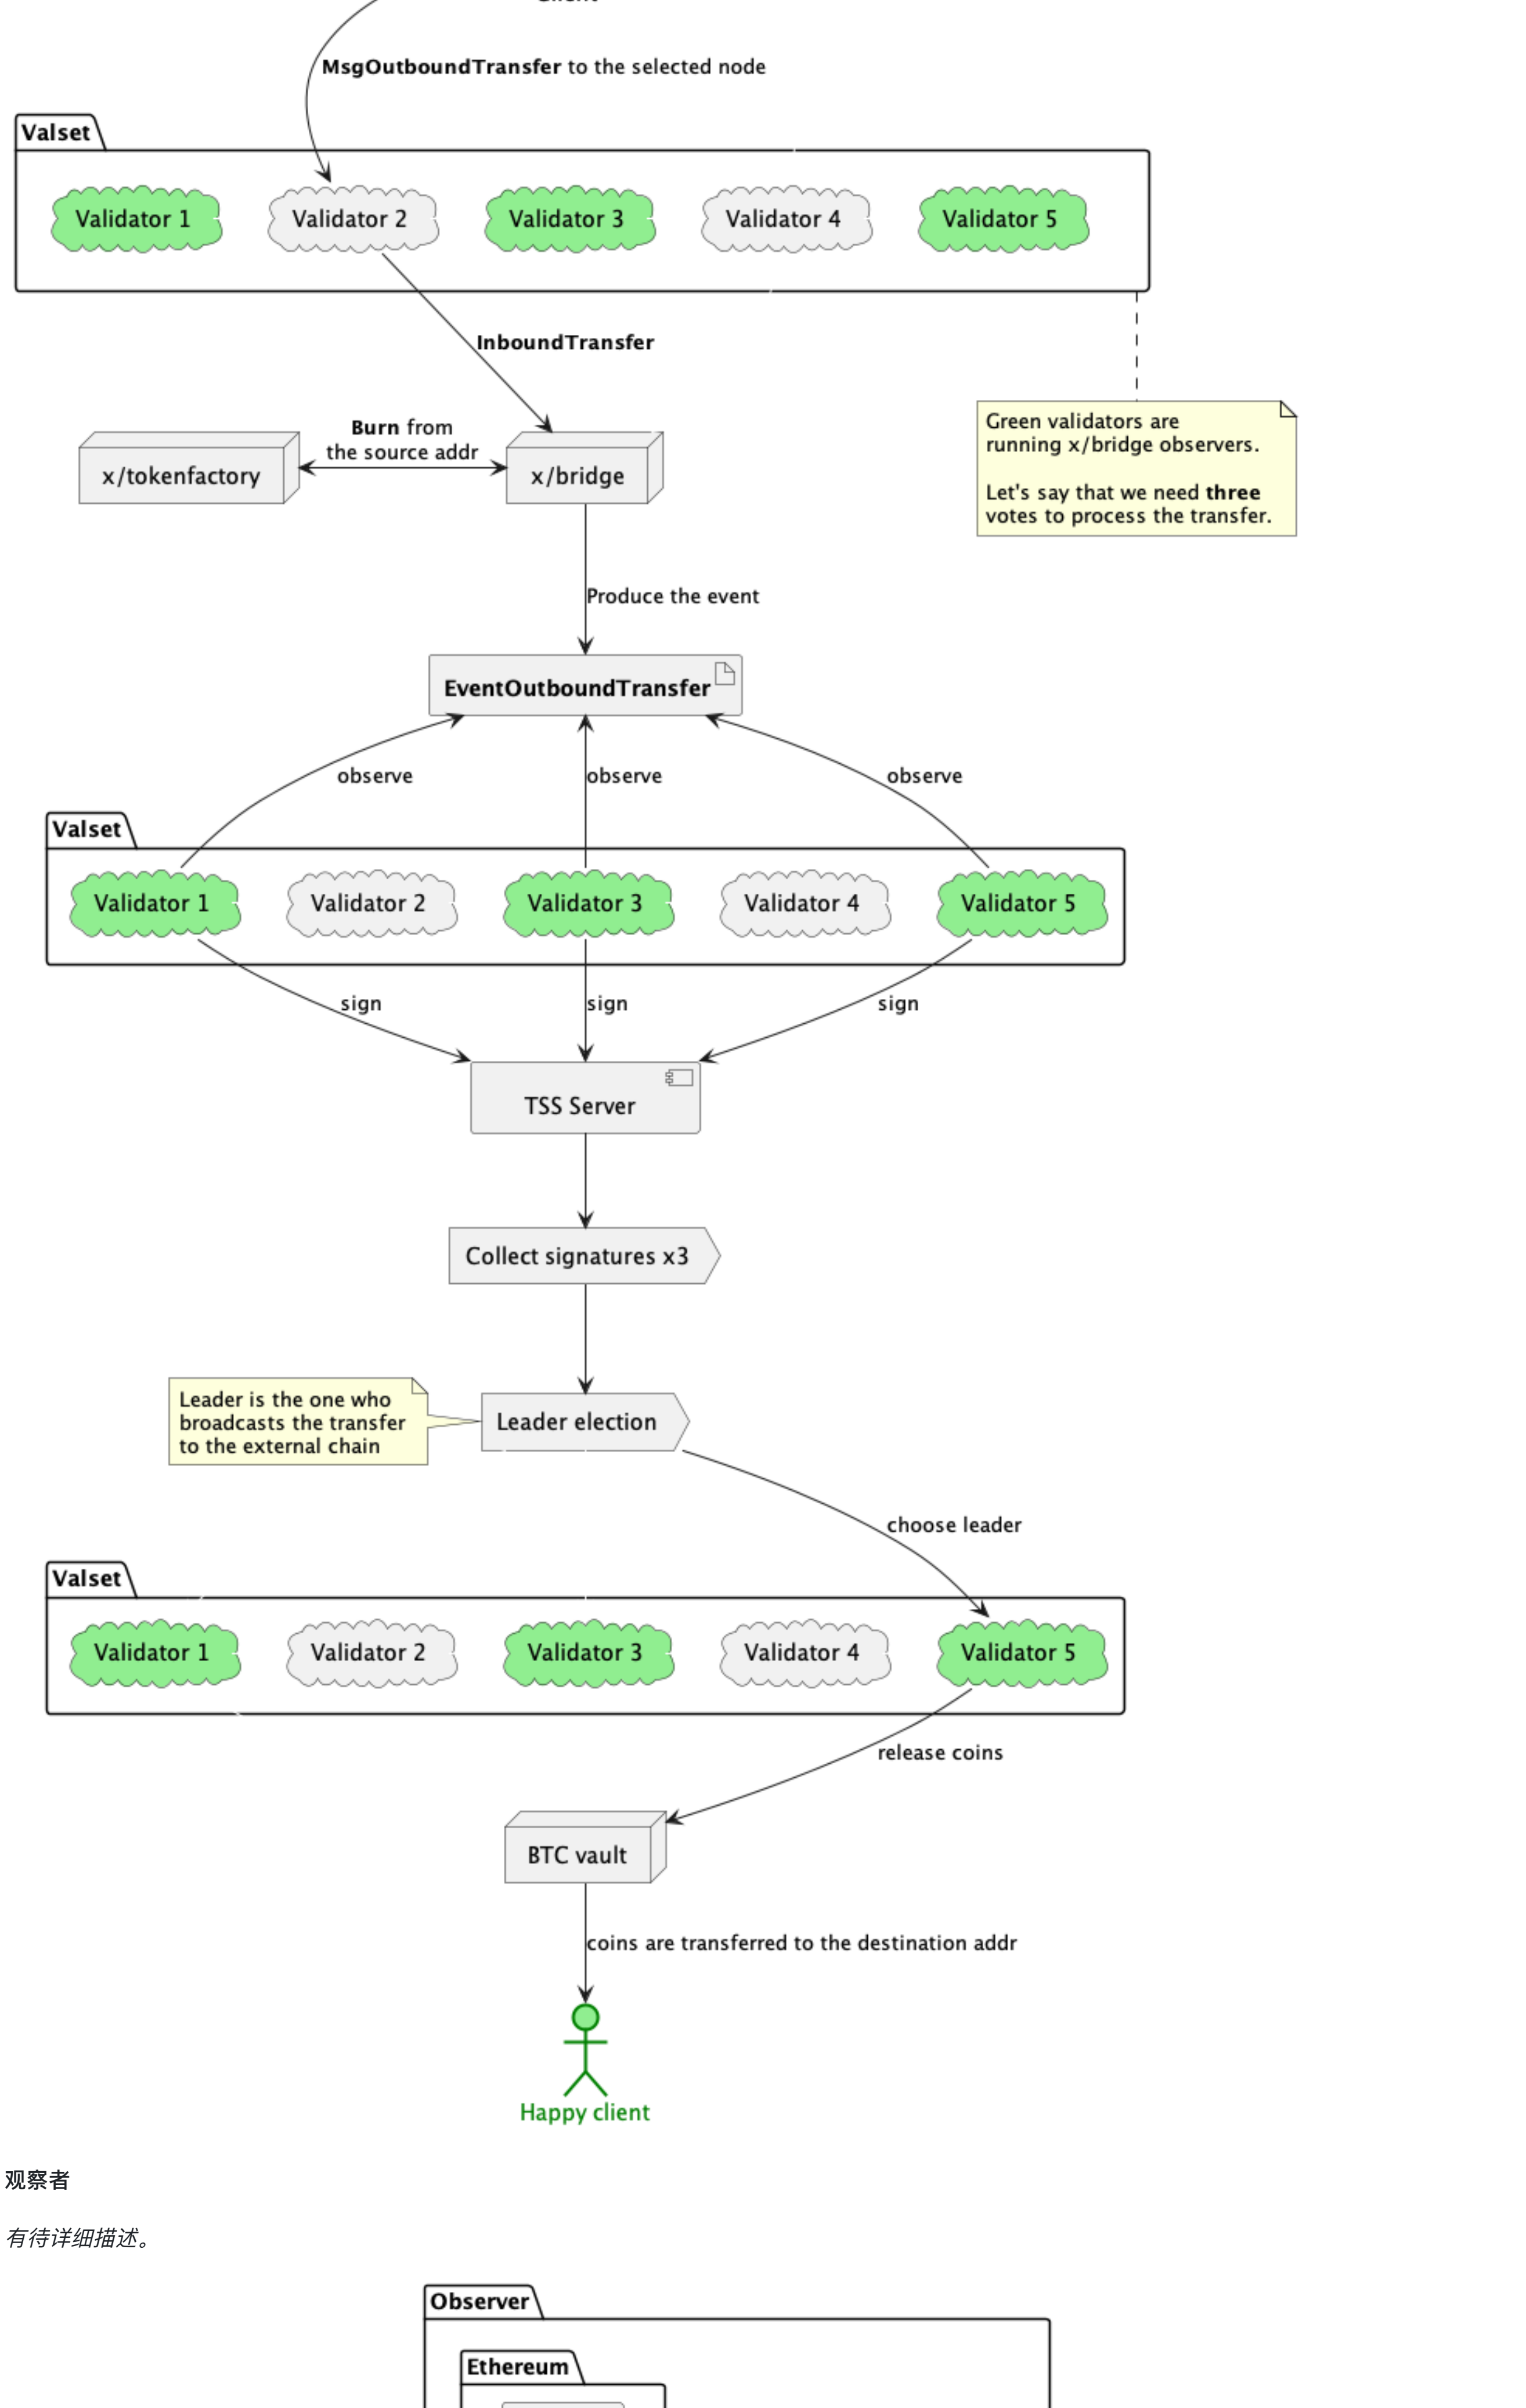 MsgOutboundTransfer to the selected node
Valset
Validator 1
Validator 2
Validator 3
Validator 4
Validator 5
InboundTransfer
Burn from
the source addr
x/tokenfactory
x/bridge
Green validators are
running x/bridge observers.
Let's say that we need three
votes to process the transfer.
Produce the event
EventOutboundTransfer
observe
observe
observe
Valset
Validator 1
Validator 2
Validator 3
Validator 4
Validator 5
sign
sign
sign
TSS Server
Collect signatures x3
Leader is the one who
broadcasts the transfer
to the external chain
Leader election
choose leader
Valset
Validator 1
Validator 2
Validator 3
Validator 4
Validator 5
release coins
BTC vault
coins are transferred to the destination addr
Happy client
观察者
有待详细描述。
Observer
Ethereum